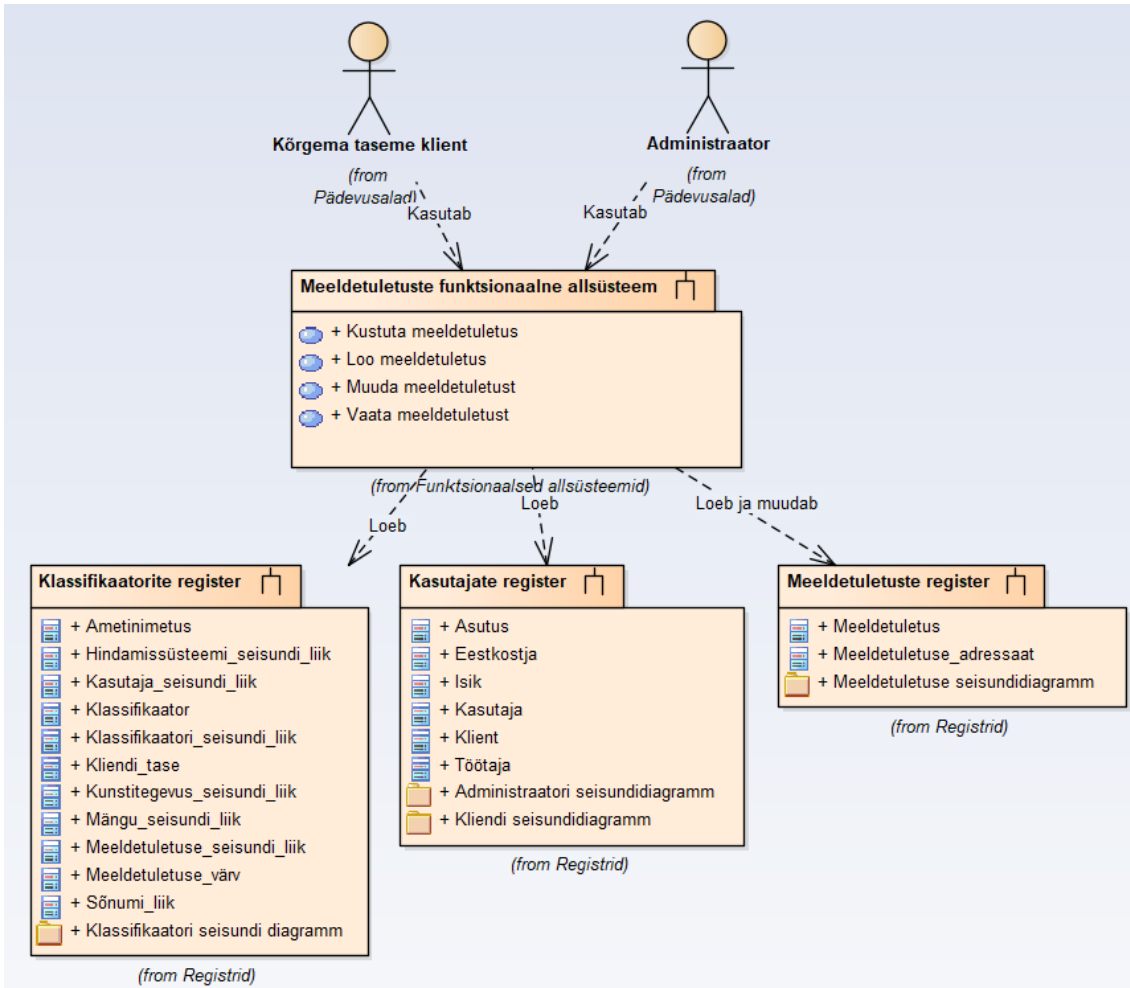 Kõrgema taseme klient
(from
Pädevusalad)
Administraator
(from
Pädevusalad)
Kasutab
Kasutab
Meeldetuletuste funktsionaalne allsüsteem
+ Kustuta meeldetuletus
+ Loo meeldetuletus
+ Muuda meeldetuletust
+ Vaata meeldetuletust
(from Funktsionaalsed allsüsteemid)
Loeb
Loeb
Loeb ja muudab
Klassifikaatorite register
+ Ametinimetus
+ Hindamissüsteemi_seisundi_liik
+ Kasutaja_seisundi_liik
+ Klassifikaator
+ Klassifikaatori_seisundi_liik
+ Kliendi_tase
+ Kunstitegevus_seisundi_liik
+ Mängu_seisundi_liik
+ Meeldetuletuse_seisundi_liik
+ Meeldetuletuse_värv
+ Sõnumi_liik
+ Klassifikaatori seisundi diagramm
(from Registrid)
Kasutajate register
+ Asutus
+ Eestkostja
+ Isik
+ Kasutaja
+ Klient
+ Töötaja
+ Administraatori seisundidiagramm
+ Kliendi seisundidiagramm
(from Registrid)
Meeldetuletuste register
+ Meeldetuletus
+ Meeldetuletuse_adressaat
+ Meeldetuletuse seisundidiagramm
(from Registrid)